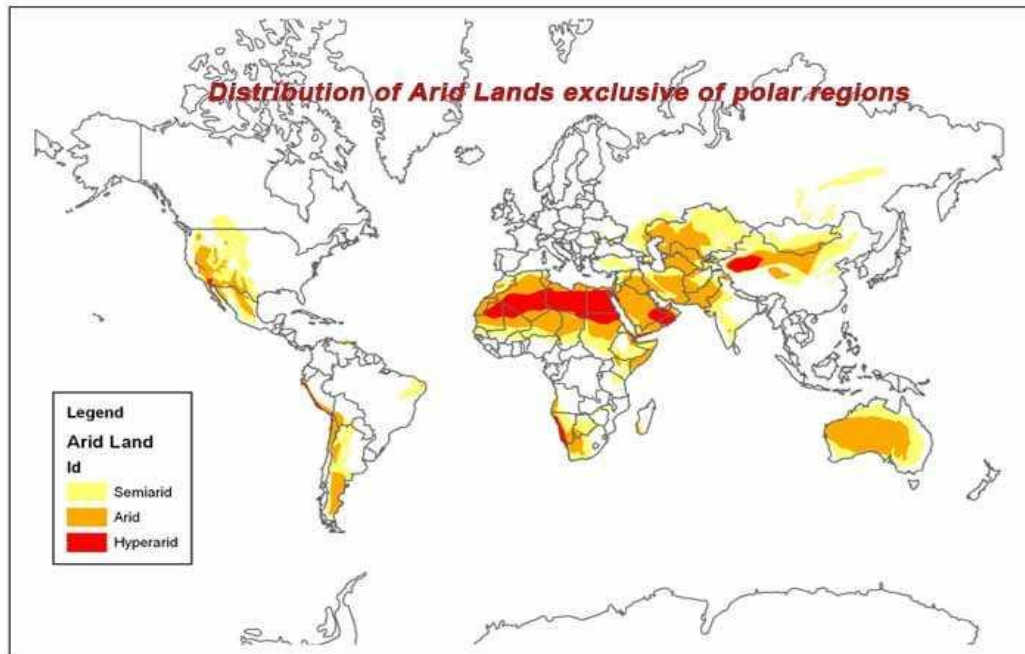 Distribution of Arid Lands exclusive of polar regions
Legend
Arid Land
Id
Semiarid
Arid
Hyperarid